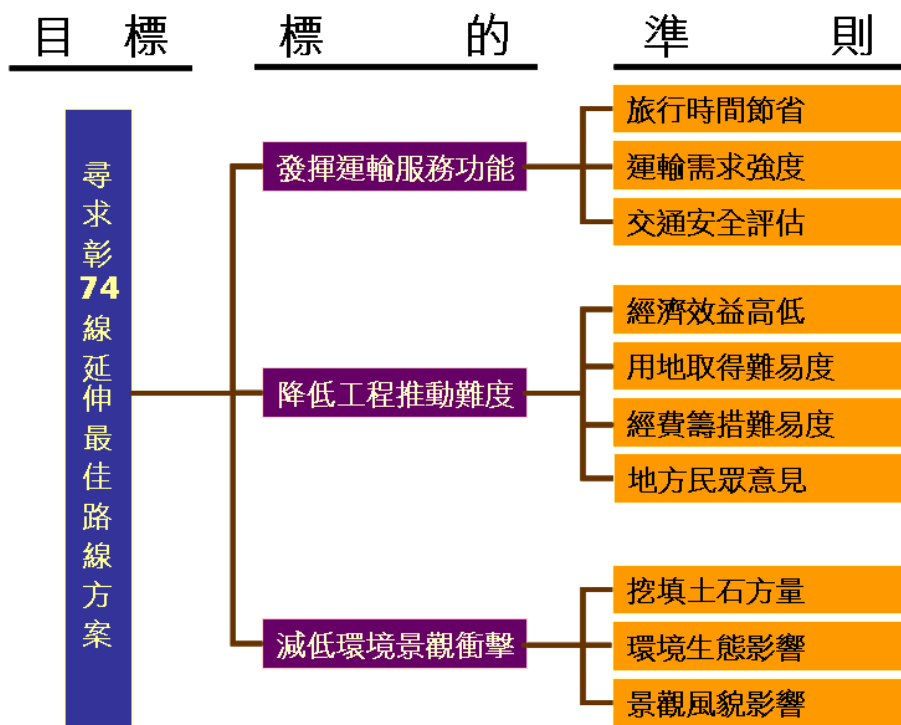 目標
標的
準則
尋求彰74線延伸最佳路線方案
發揮運輸服務功能
旅行時間節省
運輸需求強度
交通安全評估
降低工程推動難度
經濟效益高低
用地取得難易度
經費籌措難易度
地方民眾意見
減低環境景觀衝擊
挖填土石方量
環境生態影響
景觀風貌影響